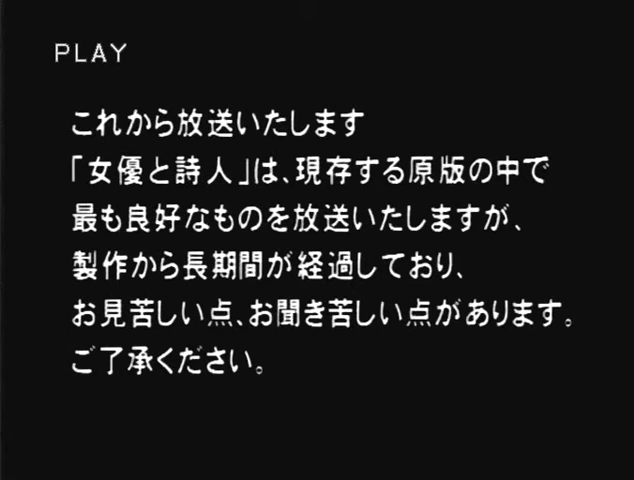 PLAY
これから放送いたします
「女優と詩人」は、現存する原版の中で
最も良好なものを放送いたしますが、
製作から長期間が経過しており、
お見苦しい点、お聞き苦しい点があります。
ご了承ください。